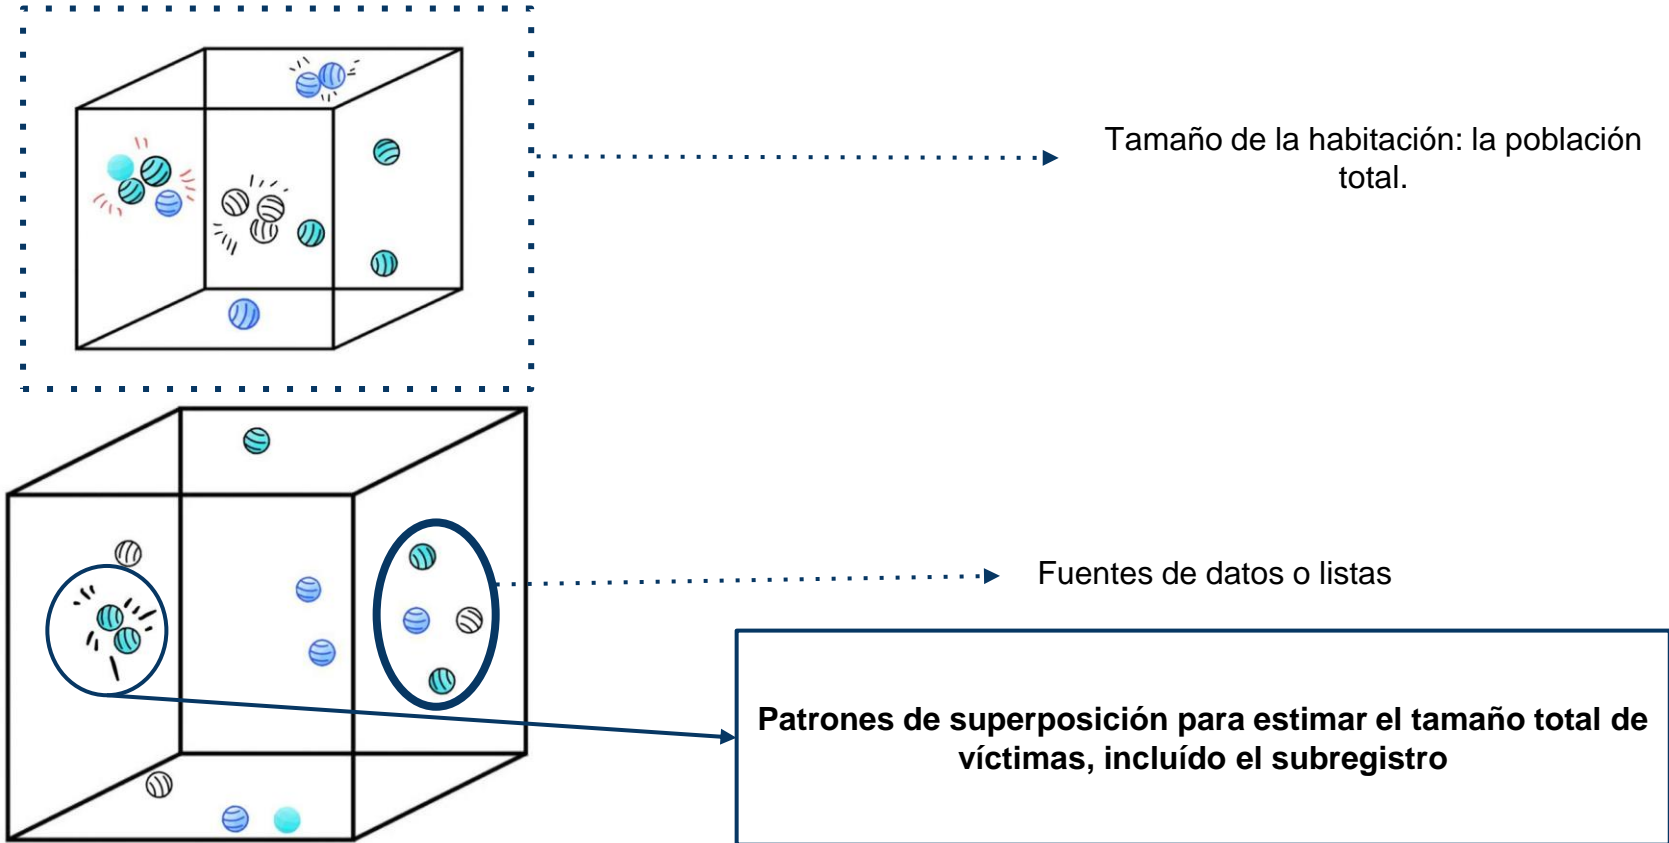 Tamaño de la habitación: la población
total.
Fuentes de datos o listas
Patrones de superposición para estimar el tamaño total de
víctimas, incluído el subregistro